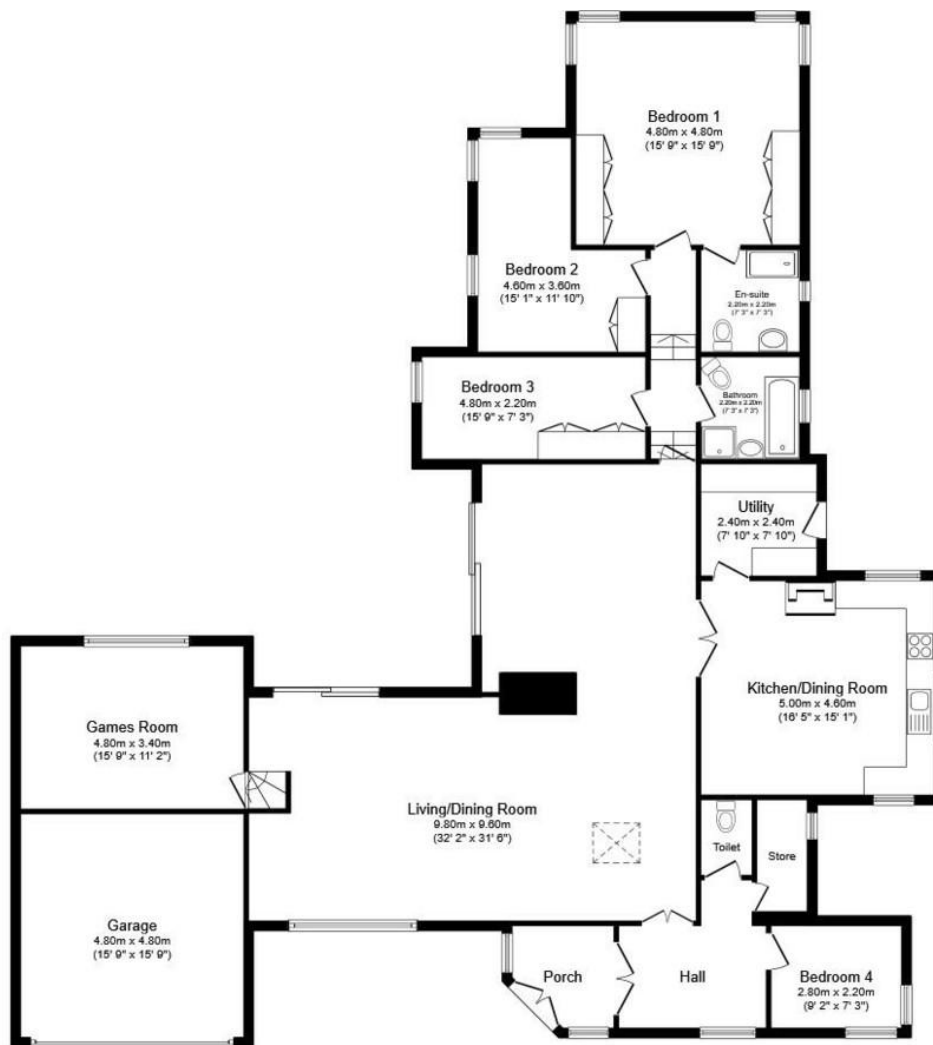 Bedroom 1
4.80m x 4.80m
(15' 9" x 15' 9")
Bedroom 2
4.60m x 3.60m
(15' 1" x 11' 10")
En-suite
2.20m x 2.20m
(7' 3" x 7' 3")
Bedroom 3
4.80m x 2.20m
(15' 9" x 7' 3")
Bathroom
2.20m x 2.20m
(7' 3" x 7' 3")
Utility
2.40m x 2.40m
(7' 10" x 7' 10")
Kitchen/Dining Room
5.00m x 4.60m
(16' 5" x 15' 1")
Games Room
4.80m x 3.40m
(15' 9" x 11' 2")
Living/Dining Room
9.80m x 9.60m
(32' 2" x 31' 6")
Toilet
Store
Garage
4.80m x 4.80m
(15' 9" x 15' 9")
Porch
Hall
Bedroom 4
2.80m x 2.20m
(9' 2" x 7' 3")